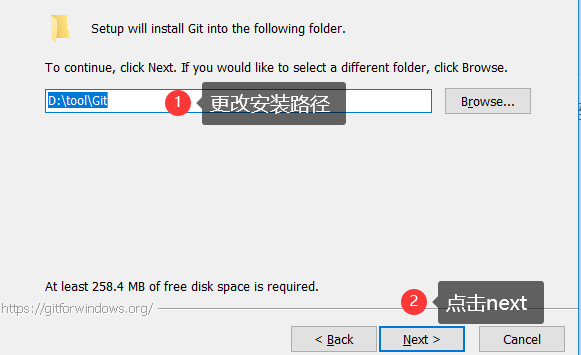 Setup will install Git into the following folder.
To continue, click Next. If you would like to select a different folder, click Browse.
D:\tool\Git
1 更改安装路径
Browse...
At least 258.4 MB of free disk space is required.
2 点击next
https://gitforwindows.org/
< Back
Next >
Cancel